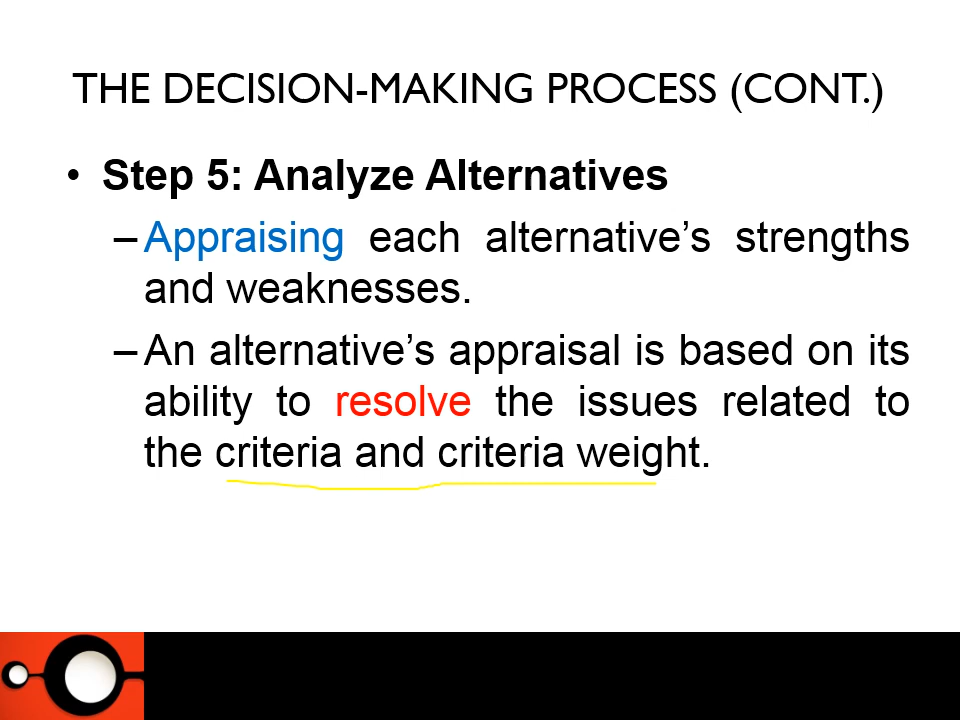 THE DECISION-MAKING PROCESS (CONT.)
• Step 5: Analyze Alternatives
– Appraising each alternative’s strengths
and weaknesses.
– An alternative’s appraisal is based on its
ability to resolve the issues related to
the criteria and criteria weight.